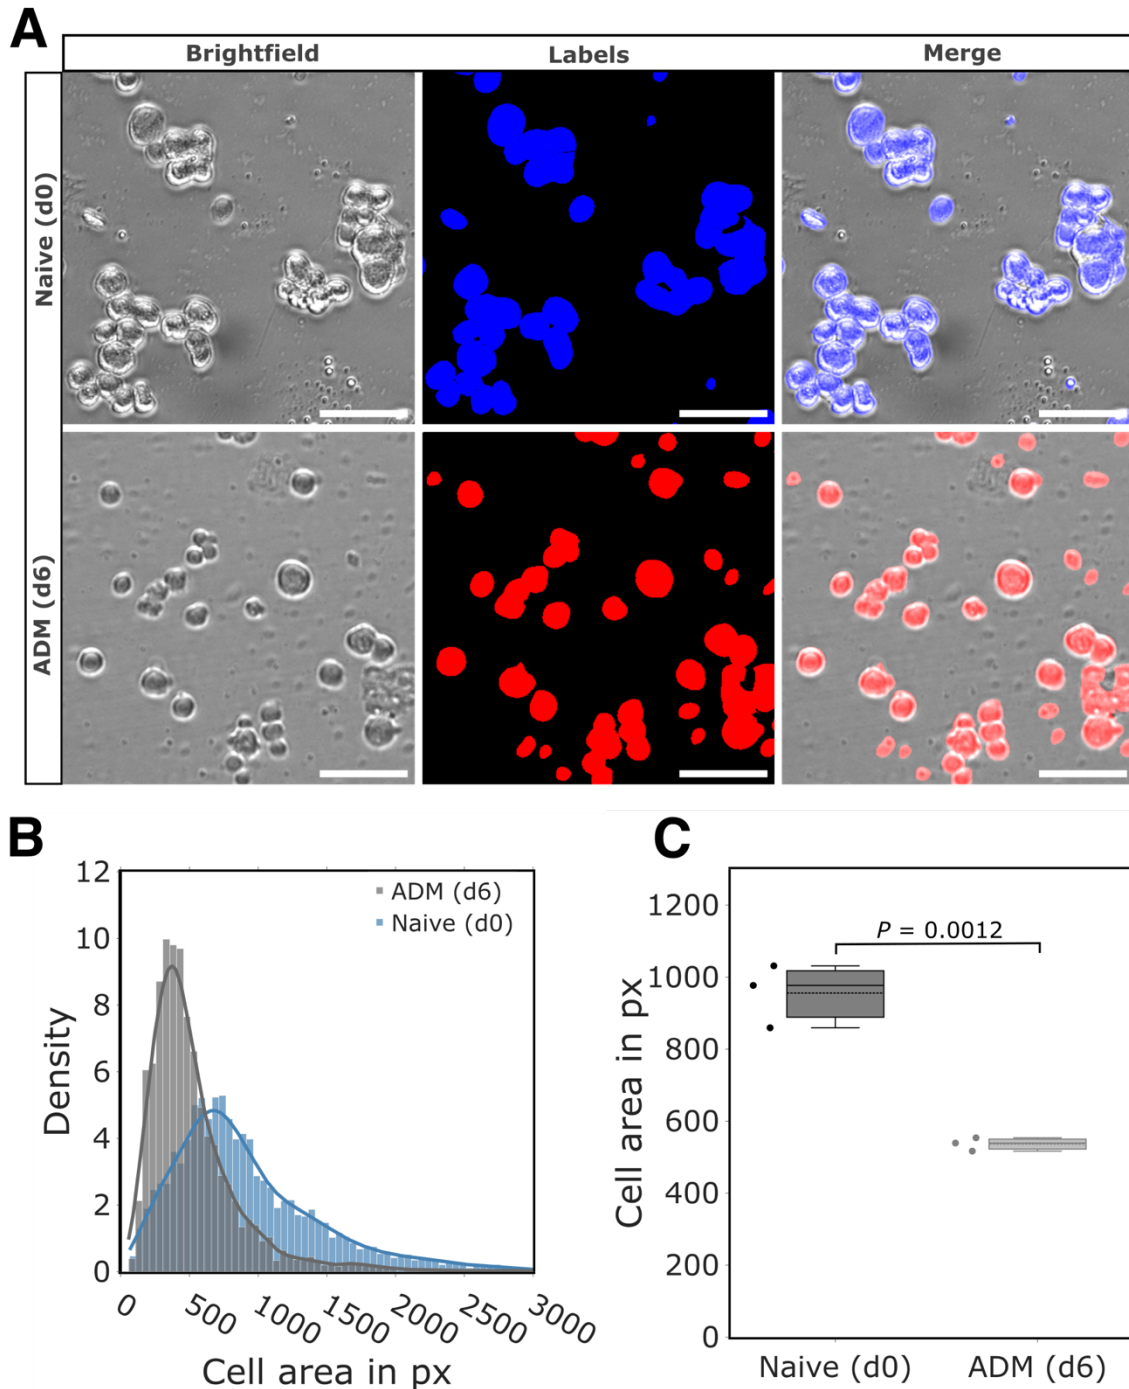 A
Brightfield
Labels
Merge
Naive (d0)
ADM (d6)
B
12
10
8
6
4
2
0
Density
ADM (d6)
Naive (d0)
0
500
1000
1500
2000
2500
3000
Cell area in px
C
1200
1000
800
600
400
200
0
Cell area in px
P = 0.0012
Naive (d0)
ADM (d6)